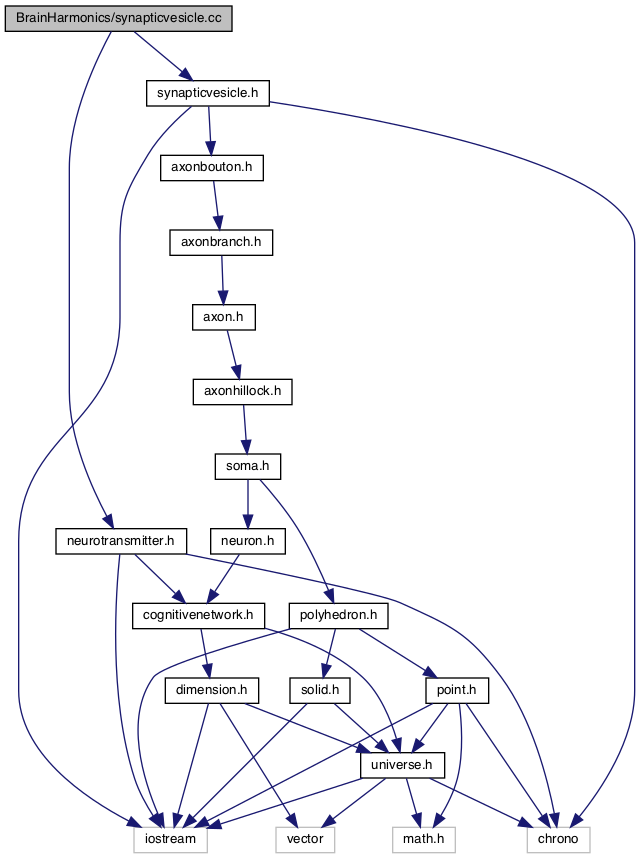 BrainHarmonics/synapticvesicle.cc
synapticvesicle.h
axonbouton.h
axonbranch.h
axon.h
axonhillock.h
soma.h
neurotransmitter.h
neuron.h
cognitivenetwork.h
polyhedron.h
dimension.h
solid.h
point.h
universe.h
iostream
vector
math.h
chrono